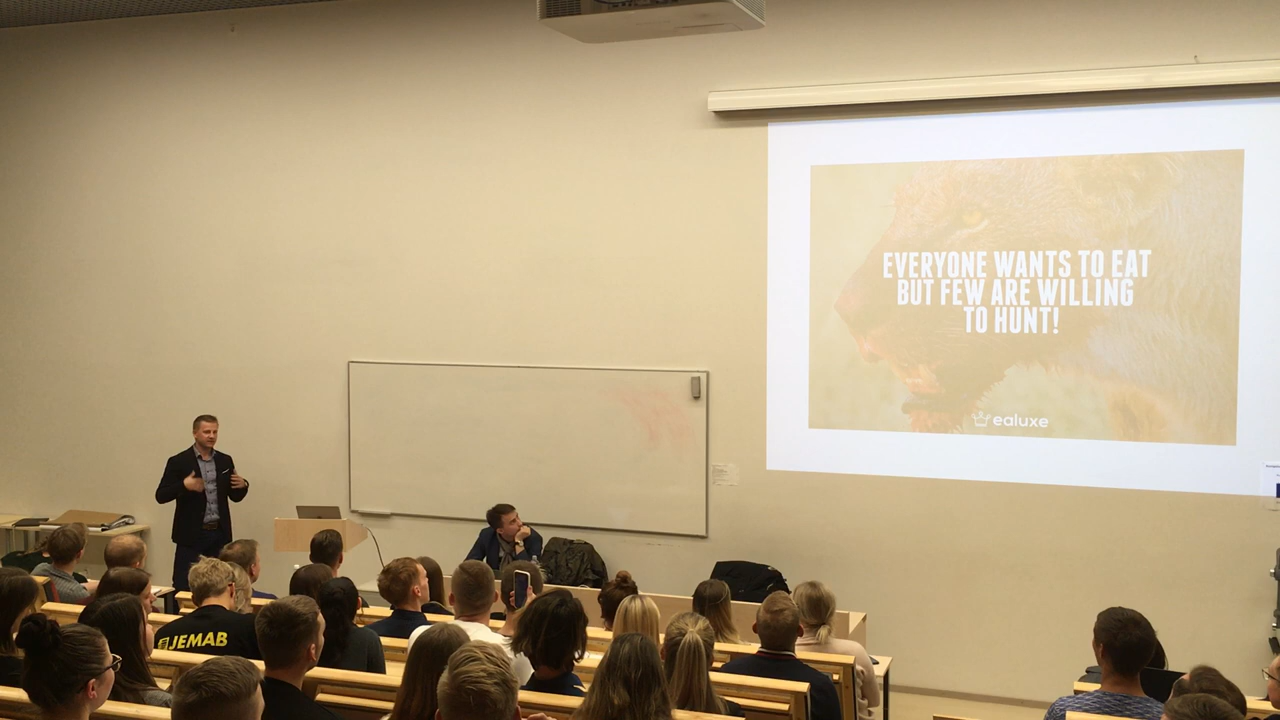 EVERYONE WANTS TO EAT
BUT FEW ARE WILLING
TO HUNT!
ealuxe
JEMAB